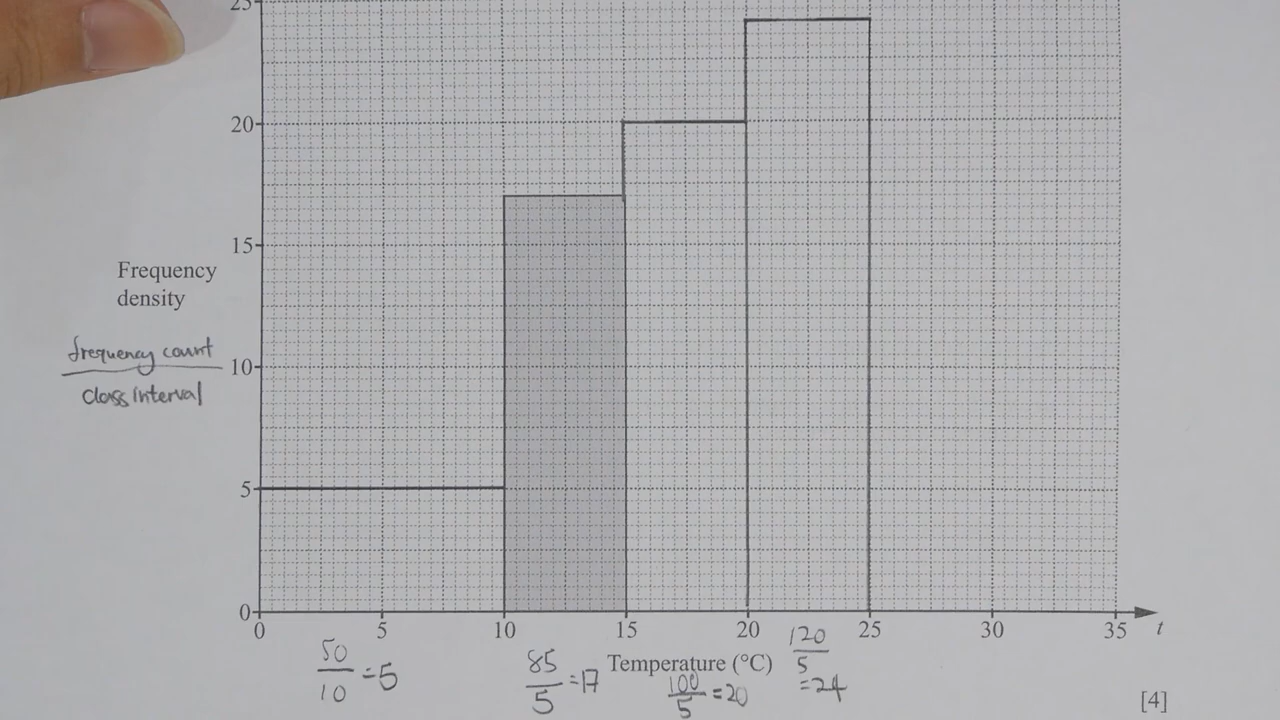 25
20
15
Frequency
density
frequency count
class interval
10
5
0
0 5 10 15 20 25 30 35 t
Temperature (°C)
50/10 = 5
85/5 = 17
100/5 = 20
120/5 = 24
[4]